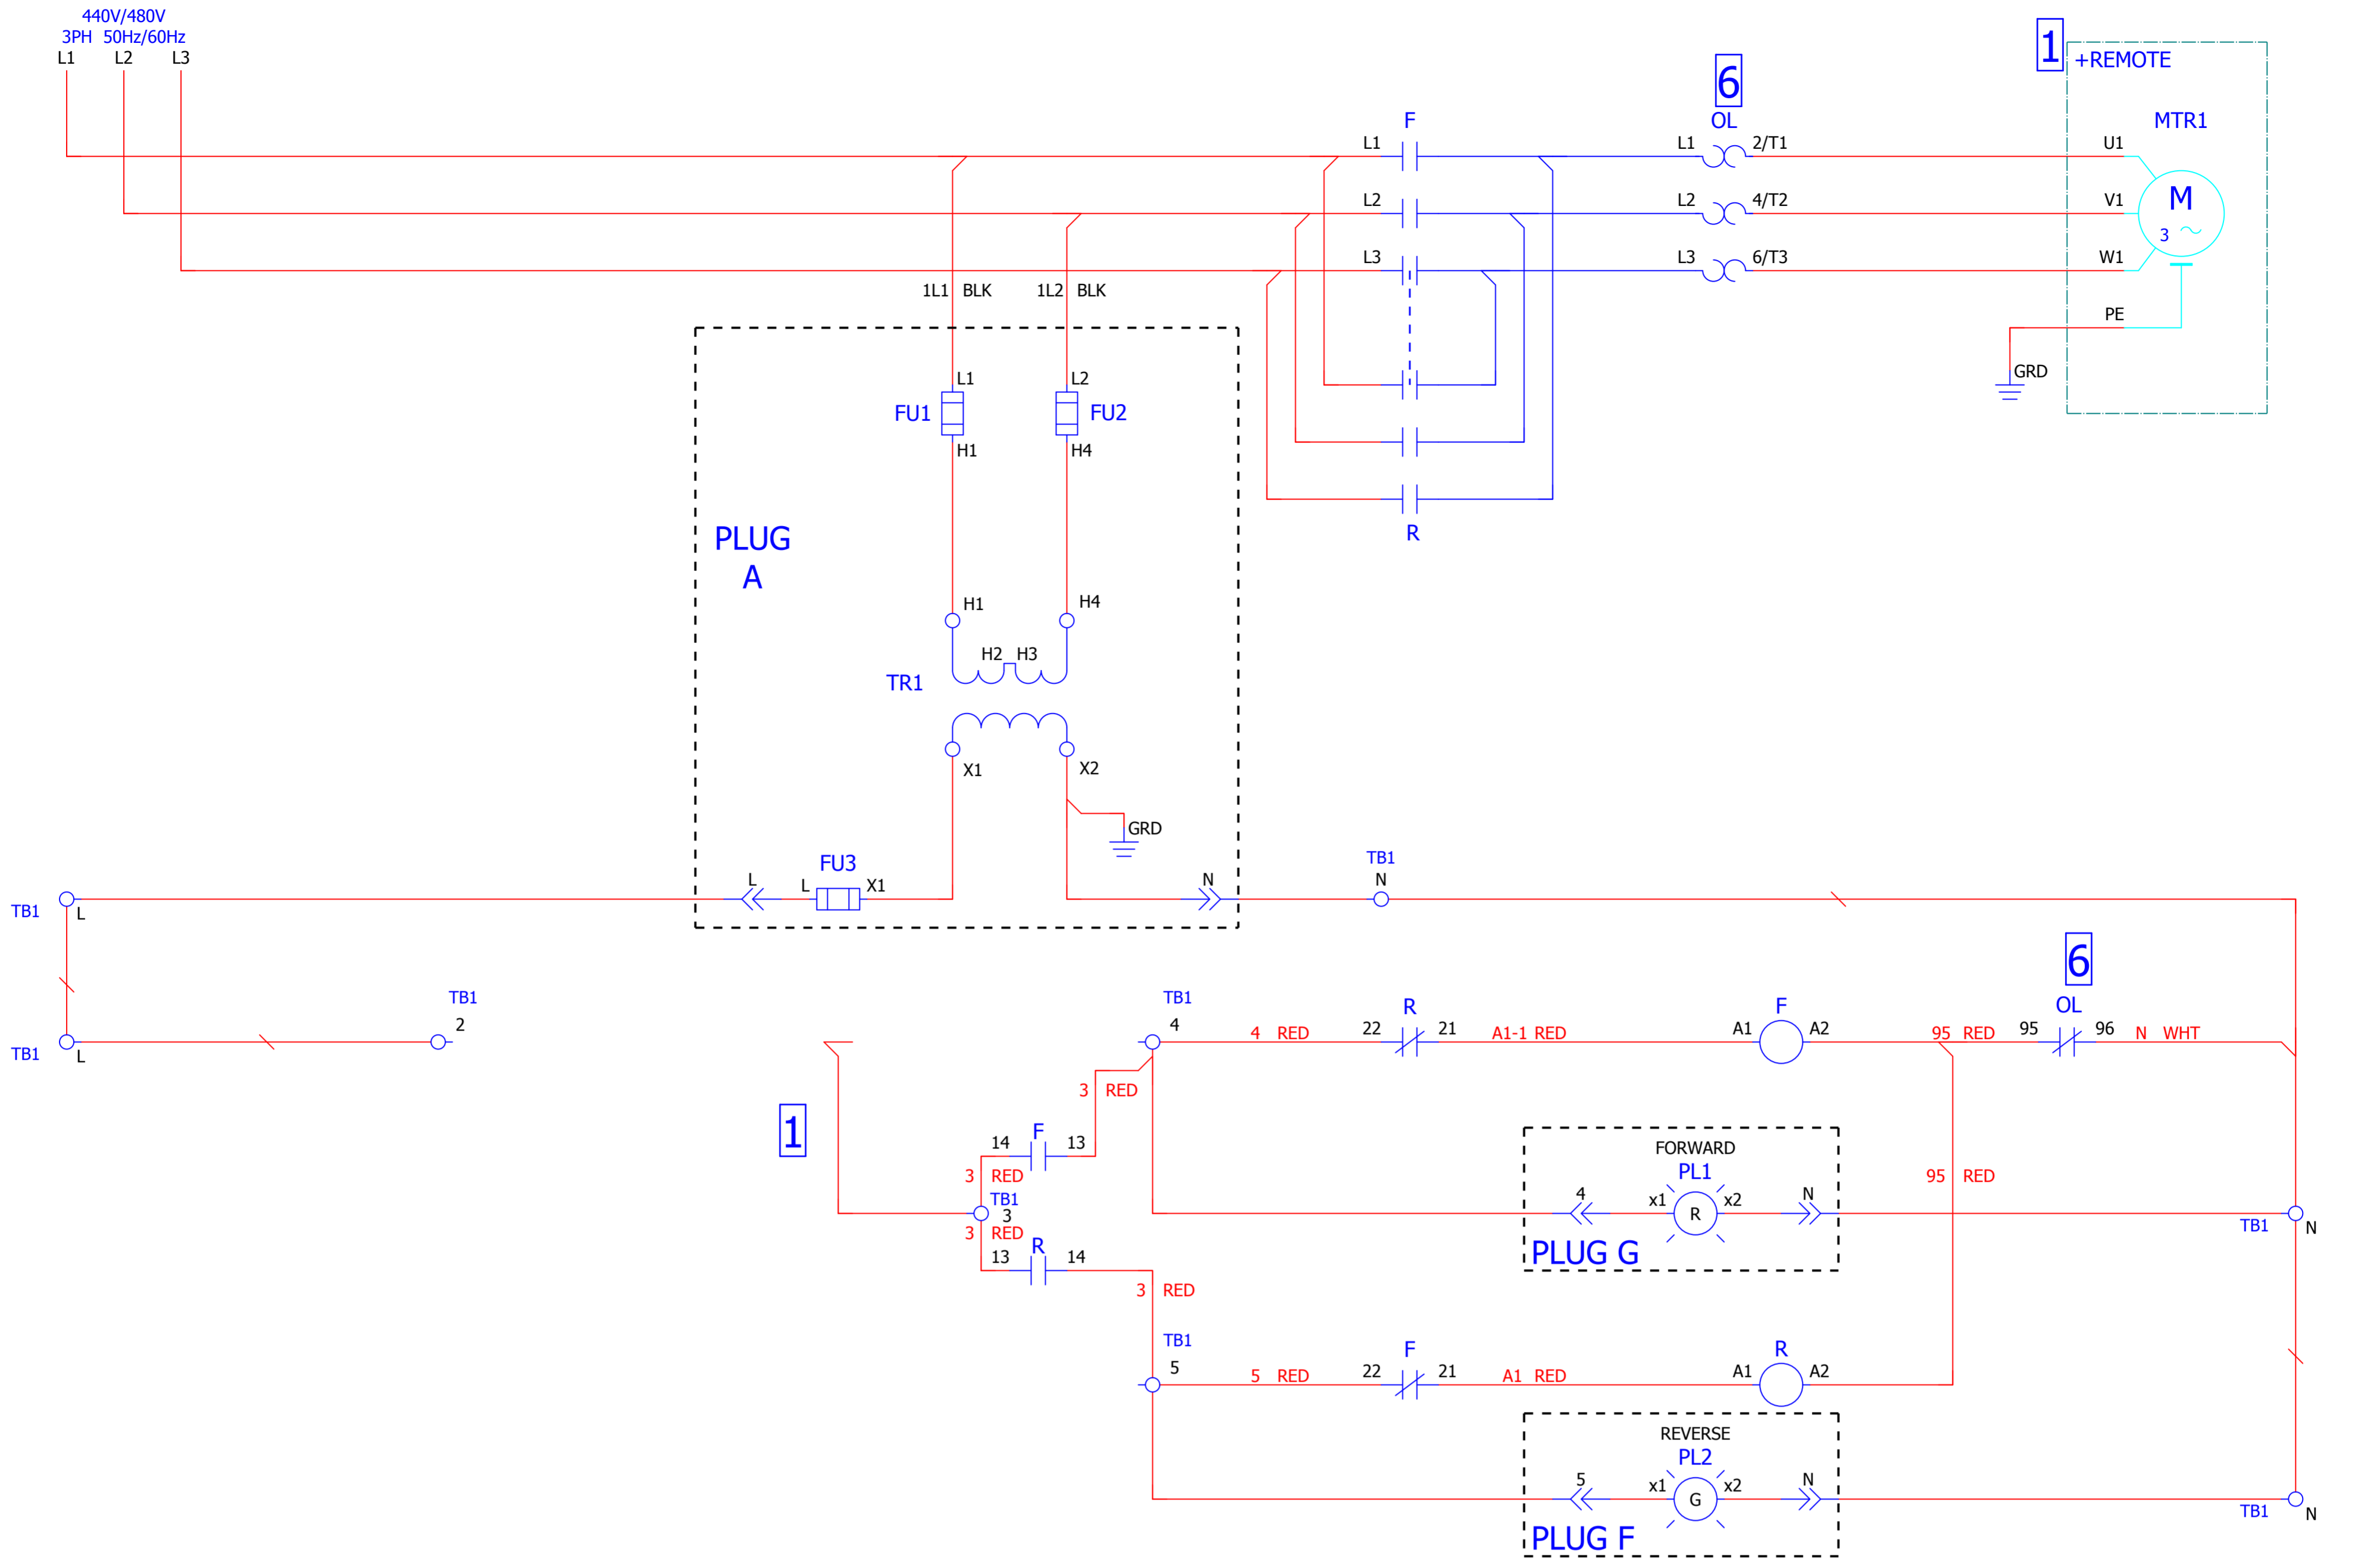 440V/480V
3PH 50Hz/60Hz
L1 L2 L3
1
+REMOTE
6
OL
F
MTR1
L1
L1 2/T1
U1
M
3
L2
L2 4/T2
V1
L3
L3 6/T3
W1
1L1 BLK
1L2 BLK
PE
GRD
L1
L2
FU1
FU2
H1
H4
R
PLUG
A
H1
H4
H2 H3
TR1
X1
X2
GRD
FU3
L
L
X1
N
TB1
N
TB1
L
6
OL
TB1
2
TB1
L
TB1
4
4 RED
R
22
21
A1-1 RED
F
A1
A2
95 RED
95
96
N WHT
3 RED
1
F
14
13
3 RED
TB1
3
3 RED
R
13
14
3 RED
FORWARD
PL1
4
x1
R
x2
N
PLUG G
95 RED
TB1
N
TB1
5
5 RED
F
22
21
A1 RED
R
A1
A2
REVERSE
PL2
5
x1
G
x2
N
PLUG F
TB1
N